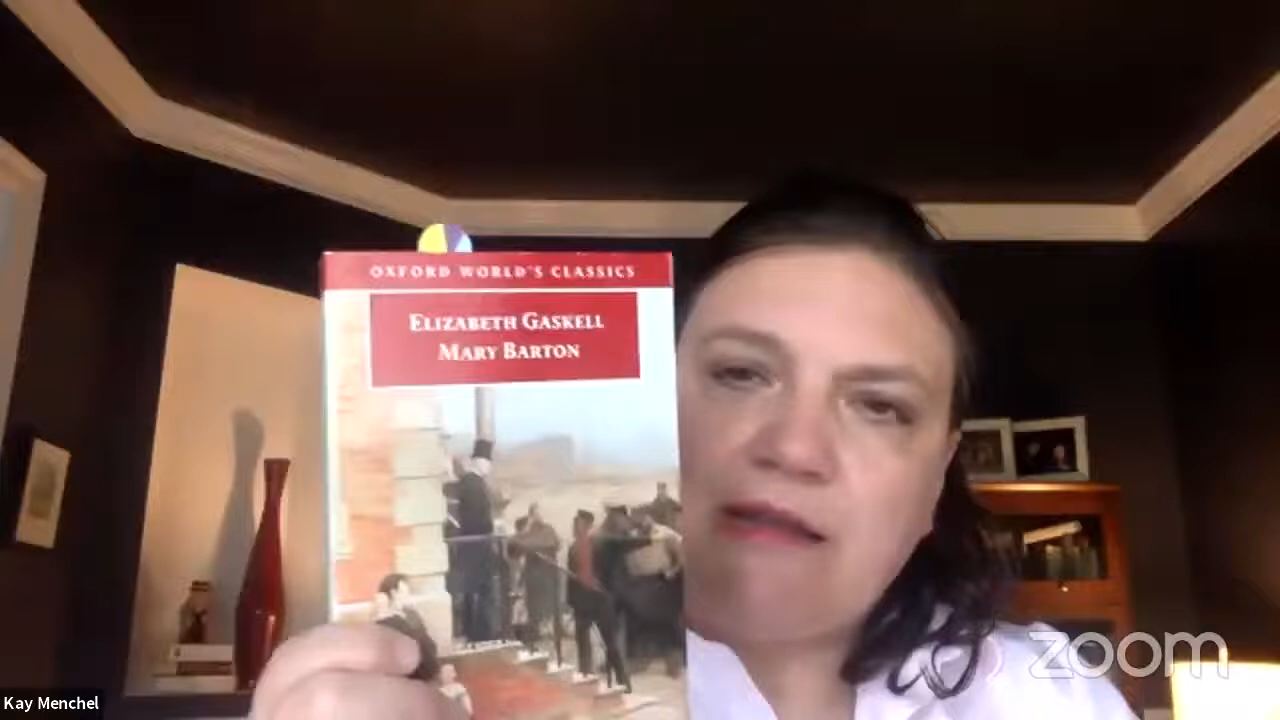 OXFORD WORLD'S CLASSICS
ELIZABETH GASKELL
MARY BARTON
Kay Menchel
zoom